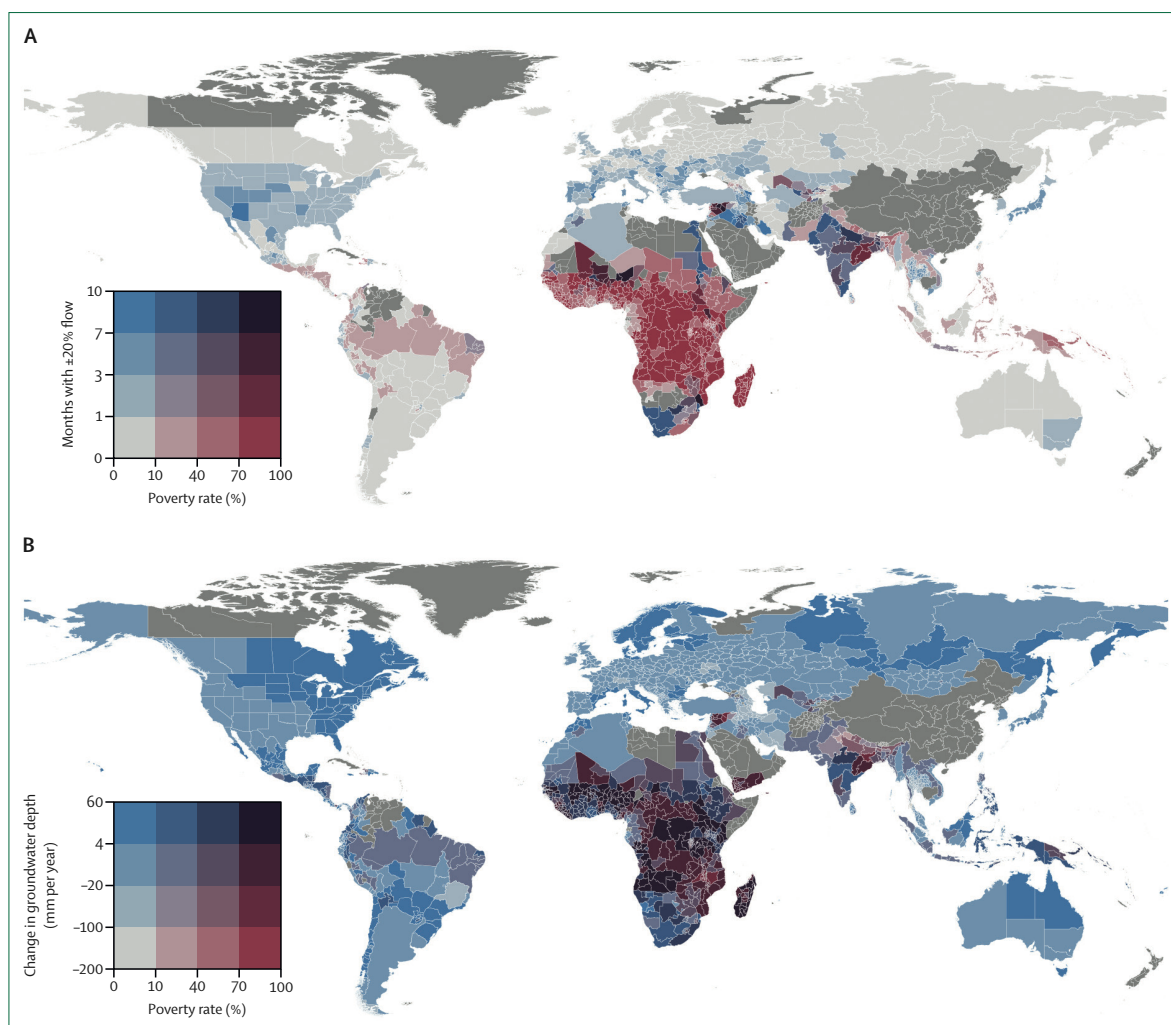 A
Months with ±20% flow
10
7
3
1
0
0 10 40 70 100
Poverty rate (%)
B
Change in groundwater depth
(mm per year)
60
4
–20
–100
–200
0 10 40 70 100
Poverty rate (%)